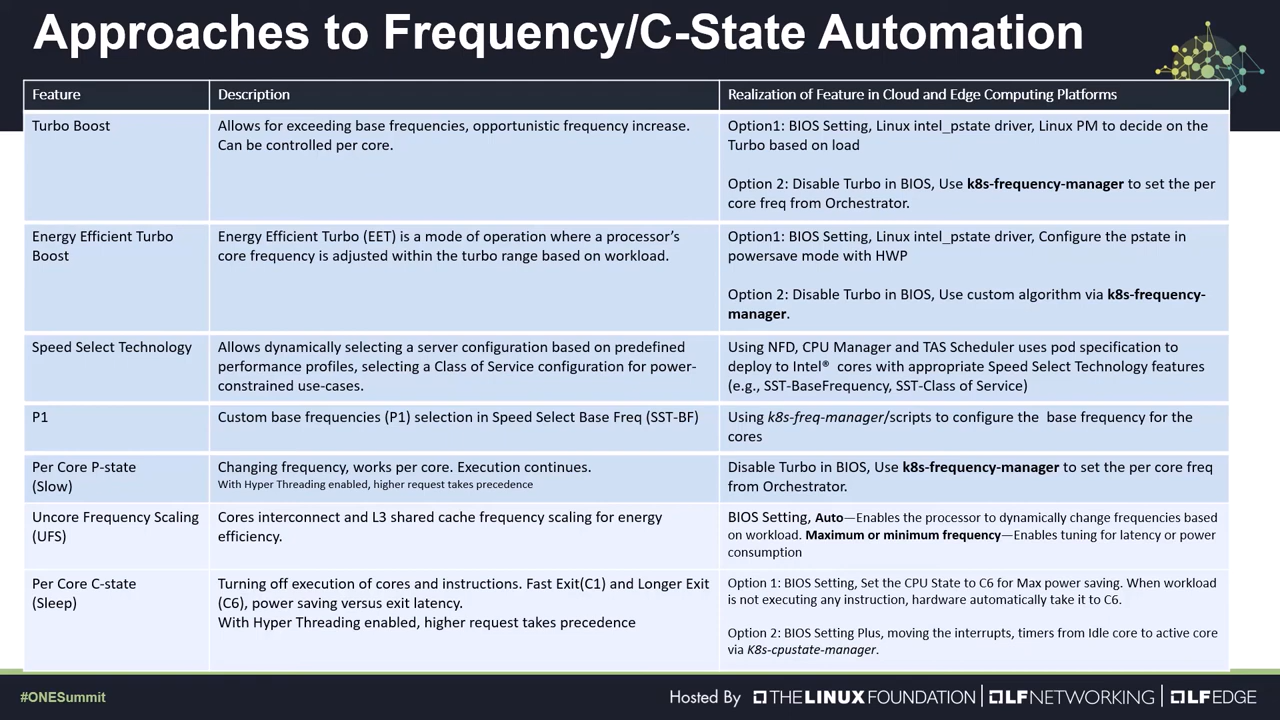 Approaches to Frequency/C-State Automation
Feature
Description
Realization of Feature in Cloud and Edge Computing Platforms
Turbo Boost
Allows for exceeding base frequencies, opportunistic frequency increase.
Can be controlled per core.
Option1: BIOS Setting, Linux intel_pstate driver, Linux PM to decide on the
Turbo based on load
Option 2: Disable Turbo in BIOS, Use k8s-frequency-manager to set the per
core freq from Orchestrator.
Energy Efficient Turbo
Boost
Energy Efficient Turbo (EET) is a mode of operation where a processor’s
core frequency is adjusted within the turbo range based on workload.
Option1: BIOS Setting, Linux intel_pstate driver, Configure the pstate in
powersave mode with HWP
Option 2: Disable Turbo in BIOS, Use custom algorithm via k8s-frequency-
manager.
Speed Select Technology
Allows dynamically selecting a server configuration based on predefined
performance profiles, selecting a Class of Service configuration for power-
constrained use-cases.
Using NFD, CPU Manager and TAS Scheduler uses pod specification to
deploy to Intel® cores with appropriate Speed Select Technology features
(e.g., SST-BaseFrequency, SST-Class of Service)
P1
Custom base frequencies (P1) selection in Speed Select Base Freq (SST-BF)
Using k8s-freq-manager/scripts to configure the base frequency for the
cores
Per Core P-state
(Slow)
Changing frequency, works per core. Execution continues.
With Hyper Threading enabled, higher request takes precedence
Disable Turbo in BIOS, Use k8s-frequency-manager to set the per core freq
from Orchestrator.
Uncore Frequency Scaling
(UFS)
Cores interconnect and L3 shared cache frequency scaling for energy
efficiency.
BIOS Setting, Auto—Enables the processor to dynamically change frequencies based
on workload. Maximum or minimum frequency—Enables tuning for latency or power
consumption
Per Core C-state
(Sleep)
Turning off execution of cores and instructions. Fast Exit(C1) and Longer Exit
(C6), power saving versus exit latency.
With Hyper Threading enabled, higher request takes precedence
Option 1: BIOS Setting, Set the CPU State to C6 for Max power saving. When workload
is not executing any instruction, hardware automatically take it to C6.
Option 2: BIOS Setting Plus, moving the interrupts, timers from Idle core to active core
via K8s-cpustate-manager.
#ONESummit
Hosted By THE LINUX FOUNDATION | LF NETWORKING | LF EDGE